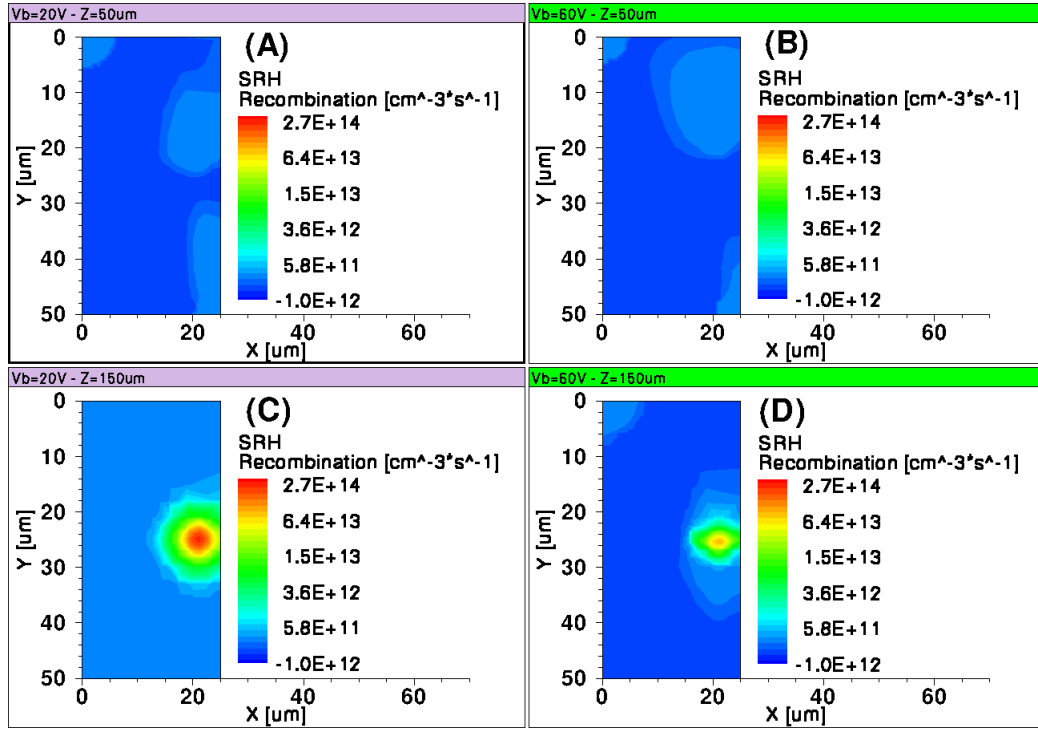 Vb=20V - Z=50um
(A)
SRH
Recombination [cm^-3*s^-1]
2.7E+14
6.4E+13
1.5E+13
3.6E+12
5.8E+11
-1.0E+12
0
10
20
30
40
50
Y [um]
0 20 40 60
X [um]
Vb=60V - Z=50um
(B)
SRH
Recombination [cm^-3*s^-1]
2.7E+14
6.4E+13
1.5E+13
3.6E+12
5.8E+11
-1.0E+12
0
10
20
30
40
50
Y [um]
0 20 40 60
X [um]
Vb=20V - Z=150um
(C)
SRH
Recombination [cm^-3*s^-1]
2.7E+14
6.4E+13
1.5E+13
3.6E+12
5.8E+11
-1.0E+12
0
10
20
30
40
50
Y [um]
0 20 40 60
X [um]
Vb=60V - Z=150um
(D)
SRH
Recombination [cm^-3*s^-1]
2.7E+14
6.4E+13
1.5E+13
3.6E+12
5.8E+11
-1.0E+12
0
10
20
30
40
50
Y [um]
0 20 40 60
X [um]